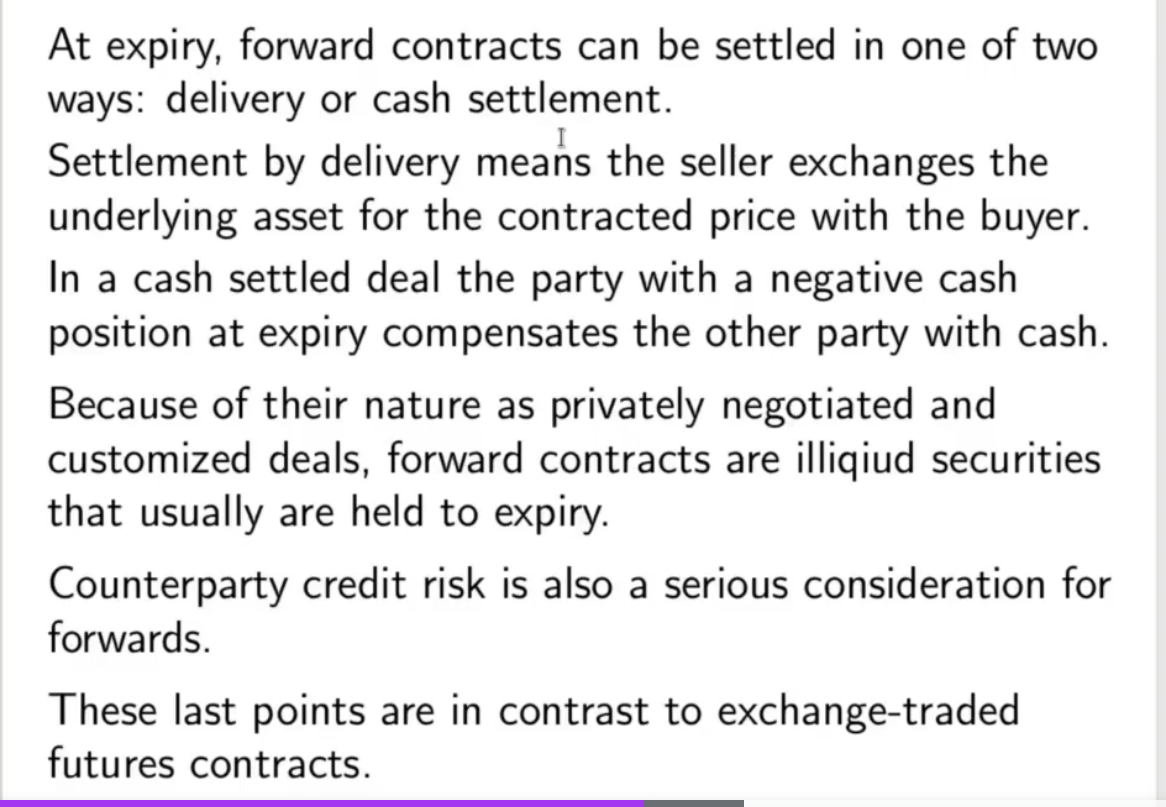 At expiry, forward contracts can be settled in one of two
ways: delivery or cash settlement.
Settlement by delivery means the seller exchanges the
underlying asset for the contracted price with the buyer.
In a cash settled deal the party with a negative cash
position at expiry compensates the other party with cash.
Because of their nature as privately negotiated and
customized deals, forward contracts are illiqiud securities
that usually are held to expiry.
Counterparty credit risk is also a serious consideration for
forwards.
These last points are in contrast to exchange-traded
futures contracts.